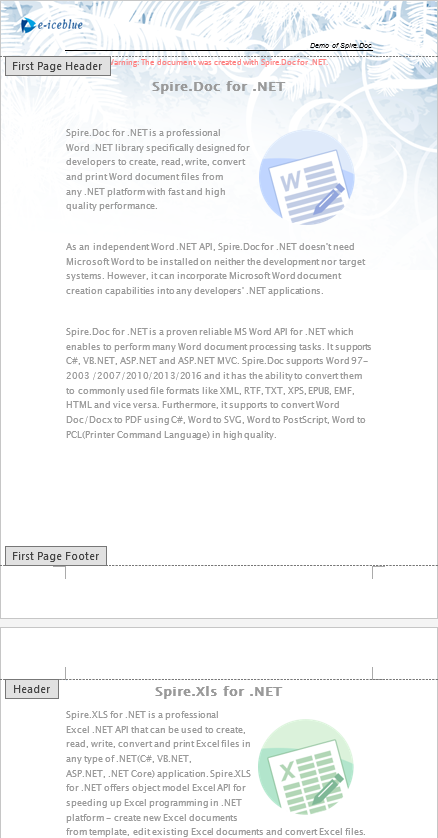 e-iceblue
Demo of Spire.Doc
First Page Header
Warning: The document was created with Spire.Doc for .NET.
Spire.Doc for .NET
Spire.Doc for .NET is a professional
Word .NET library specifically designed for
developers to create, read, write, convert
and print Word document files from
any .NET platform with fast and high
quality performance.
W
As an independent Word .NET API, Spire.Doc for .NET doesn't need
Microsoft Word to be installed on neither the development nor target
systems. However, it can incorporate Microsoft Word document
creation capabilities into any developers' .NET applications.
Spire.Doc for .NET is a proven reliable MS Word API for .NET which
enables to perform many Word document processing tasks. It supports
C#, VB.NET, ASP.NET and ASP.NET MVC. Spire.Doc supports Word 97-
2003 /2007/2010/2013/2016 and it has the ability to convert them
to commonly used file formats like XML, RTF, TXT, XPS, EPUB, EMF,
HTML and vice versa. Furthermore, it supports to convert Word
Doc/Docx to PDF using C#, Word to SVG, Word to PostScript, Word to
PCL(Printer Command Language) in high quality.
First Page Footer
Header
Spire.Xls for .NET
Spire.XLS for .NET is a professional
Excel .NET API that can be used to create,
read, write, convert and print Excel files in
any type of .NET(C#, VB.NET,
ASP.NET, .NET Core) application. Spire.XLS
for .NET offers object model Excel API for
speeding up Excel programming in .NET
platform - create new Excel documents
from template, edit existing Excel documents and convert Excel files.
X